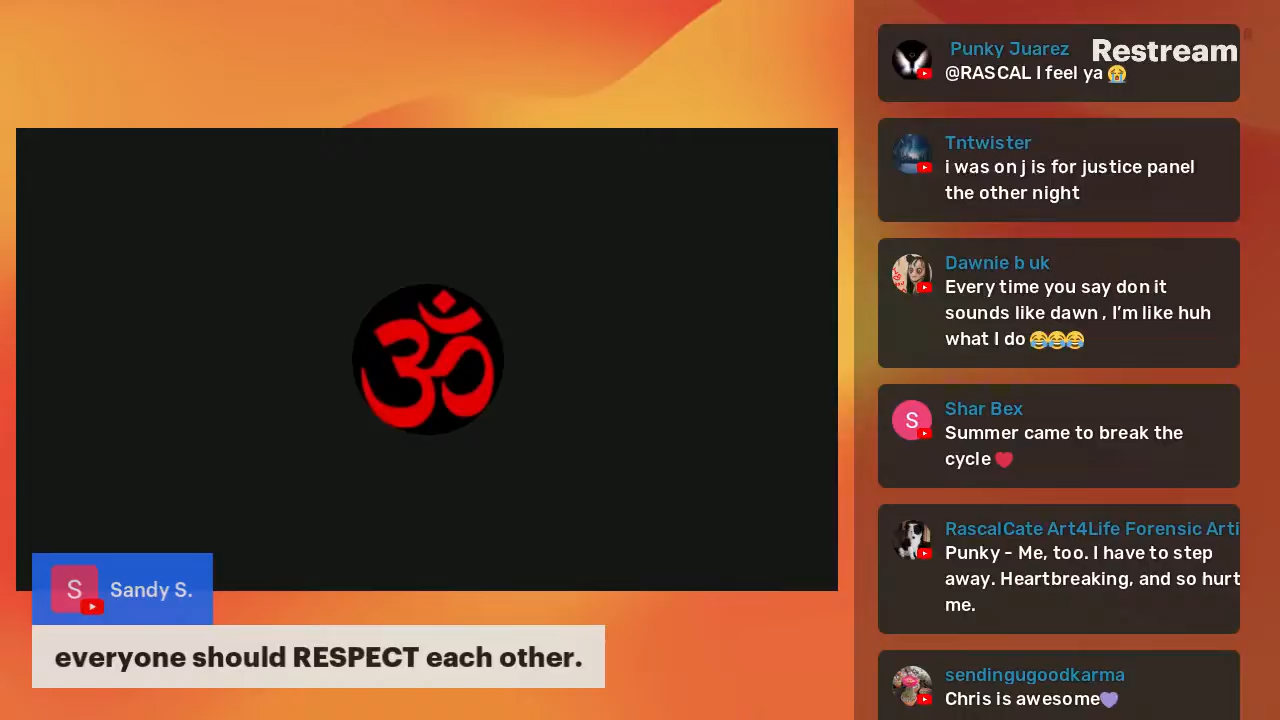 ॐ
S
Sandy S.
everyone should RESPECT each other.
Restream
Punky Juarez
@RASCAL I feel ya 😭
Tntwister
i was on j is for justice panel
the other night
Dawnie b uk
Every time you say don it
sounds like dawn , I’m like huh
what I do 😂😂😂
S
Shar Bex
Summer came to break the
cycle ❤️
RascalCate Art4Life Forensic Arti
Punky - Me, too. I have to step
away. Heartbreaking, and so hurt
me.
sendingugoodkarma
Chris is awesome💜